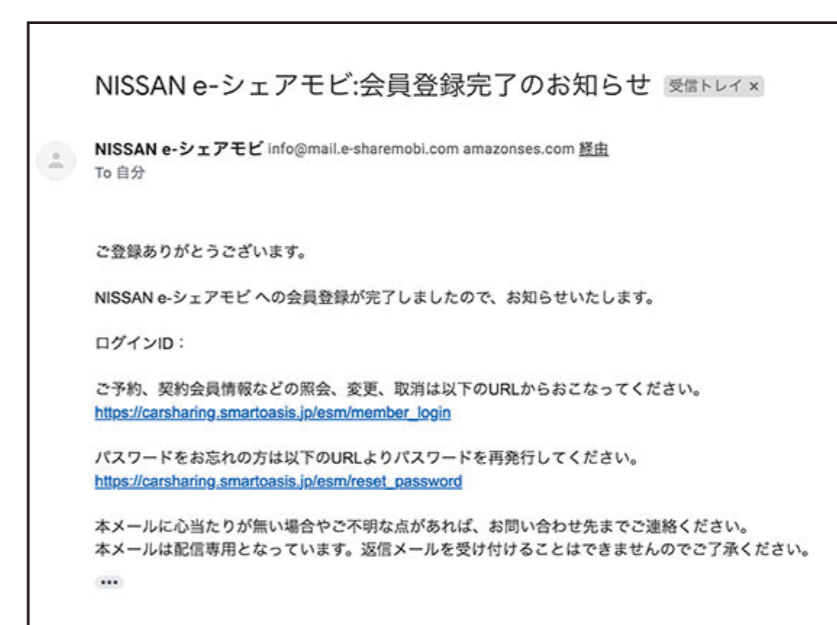 NISSAN e-シェアモビ:会員登録完了のお知らせ 受信トレイ ×
NISSAN e-シェアモビ info@mail.e-sharemobi.com amazonses.com 経由
To 自分
ご登録ありがとうございます。
NISSAN e-シェアモビ への会員登録が完了しましたので、お知らせいたします。
ログインID：
ご予約、契約会員情報などの照会、変更、取消は以下のURLからおこなってください。
https://carsharing.smartoasis.jp/esm/member_login
パスワードをお忘れの方は以下のURLよりパスワードを再発行してください。
https://carsharing.smartoasis.jp/esm/reset_password
本メールに心当たりが無い場合やご不明な点があれば、お問い合わせ先までご連絡ください。
本メールは配信専用となっています。返信メールを受け付けることはできませんのでご了承ください。